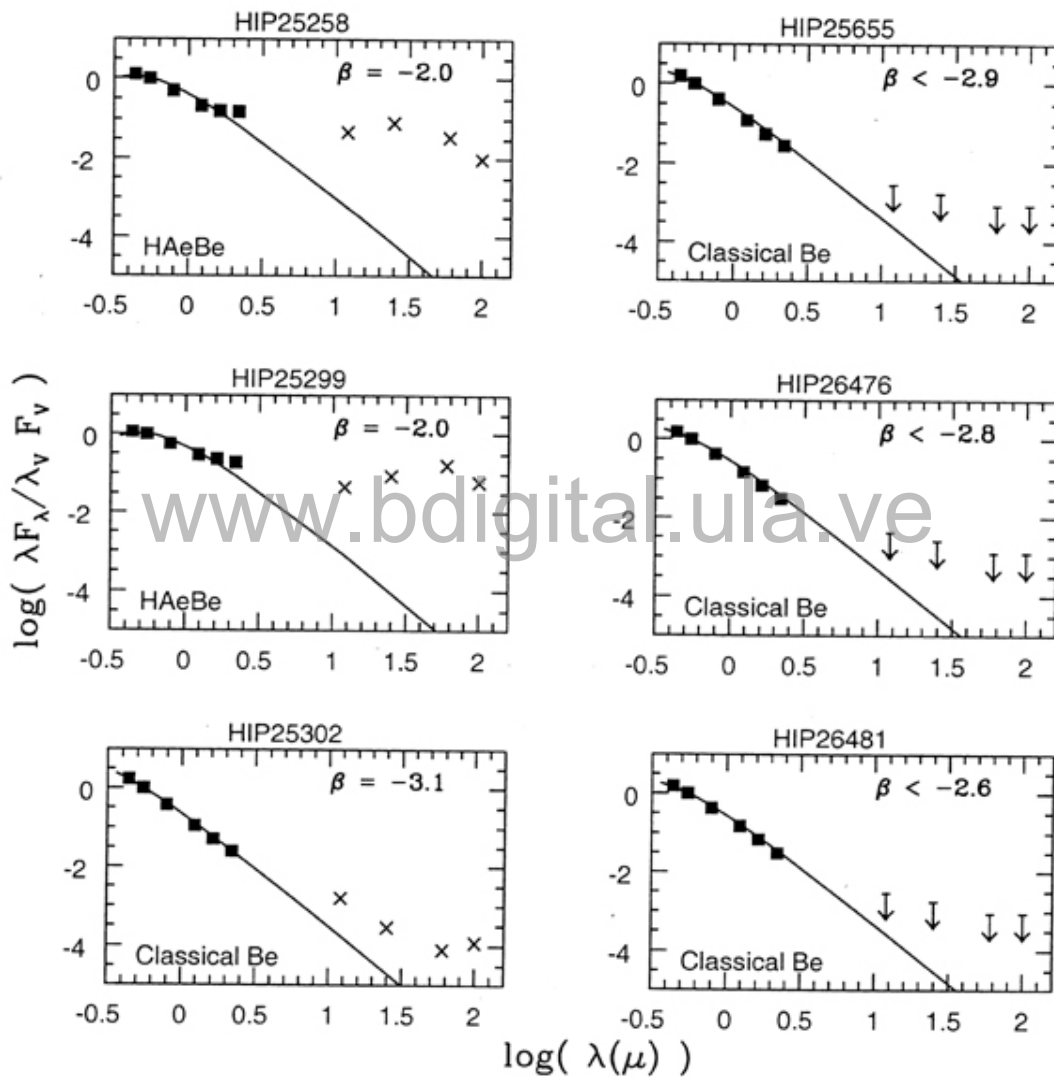 HIP25258
β = -2.0
HAeBe
0
-2
-4
-0.5 0 0.5 1 1.5 2
HIP25655
β < -2.9
Classical Be
0
-2
-4
-0.5 0 0.5 1 1.5 2
HIP25299
β = -2.0
HAeBe
0
-2
-4
-0.5 0 0.5 1 1.5 2
HIP26476
β < -2.8
Classical Be
0
-2
-4
-0.5 0 0.5 1 1.5 2
www.bdigital.ula.ve
HIP25302
β = -3.1
Classical Be
0
-2
-4
-0.5 0 0.5 1 1.5 2
HIP26481
β < -2.6
Classical Be
0
-2
-4
-0.5 0 0.5 1 1.5 2
log( λF_λ/λ_V F_V )
log( λ(μ) )